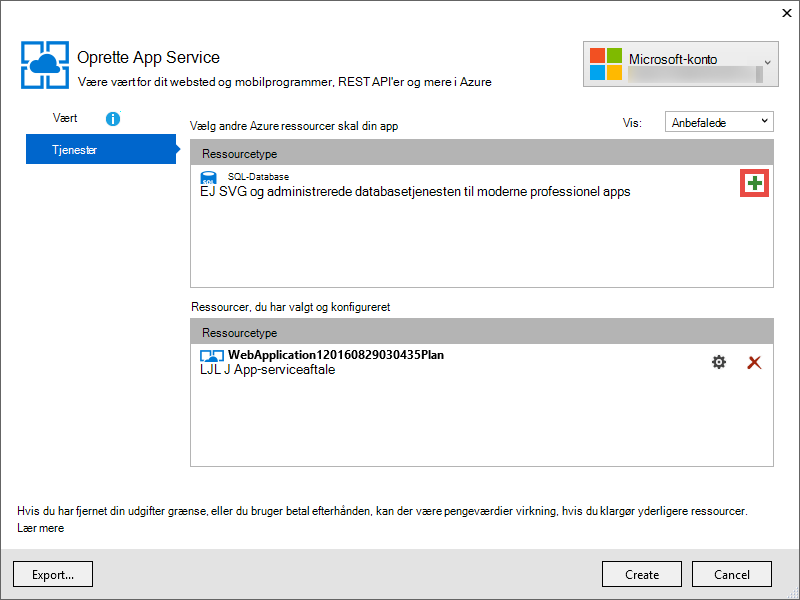 Oprette App Service
Være vært for dit websted og mobilprogrammer, REST API'er og mere i Azure
Microsoft-konto
Vært
Tjenester
Vælg andre Azure ressourcer skal din app
Vis:
Anbefalede
Ressourcetype
SQL-Database
EJ SVG og administrerede databasetjenesten til moderne professionel apps
Ressourcer, du har valgt og konfigureret
Ressourcetype
WebApplication120160829030435Plan
LJL J App-serviceaftale
Hvis du har fjernet din udgifter grænse, eller du bruger betal efterhånden, kan der være pengeværdier virkning, hvis du klargør yderligere ressourcer.
Lær mere
Export...
Create
Cancel